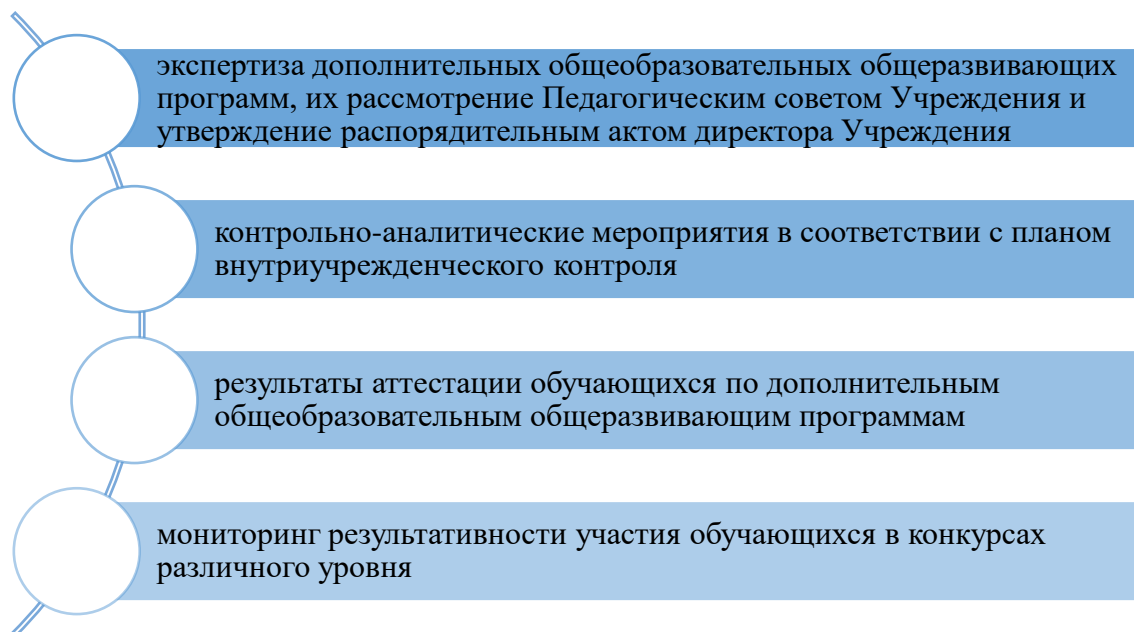 экспертиза дополнительных общеобразовательных общеразвивающих
программ, их рассмотрение Педагогическим советом Учреждения и
утверждение распорядительным актом директора Учреждения
контрольно-аналитические мероприятия в соответствии с планом
внутриучрежденческого контроля
результаты аттестации обучающихся по дополнительным
общеобразовательным общеразвивающим программам
мониторинг результативности участия обучающихся в конкурсах
различного уровня